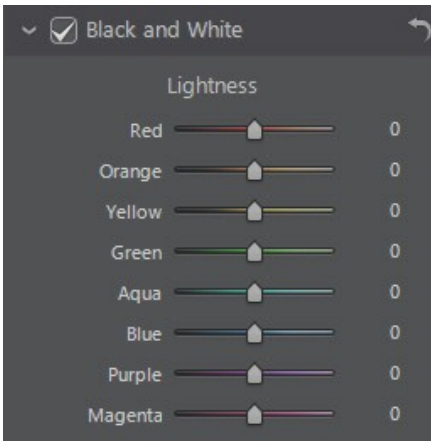 Black and White
Lightness
Red 0
Orange 0
Yellow 0
Green 0
Aqua 0
Blue 0
Purple 0
Magenta 0